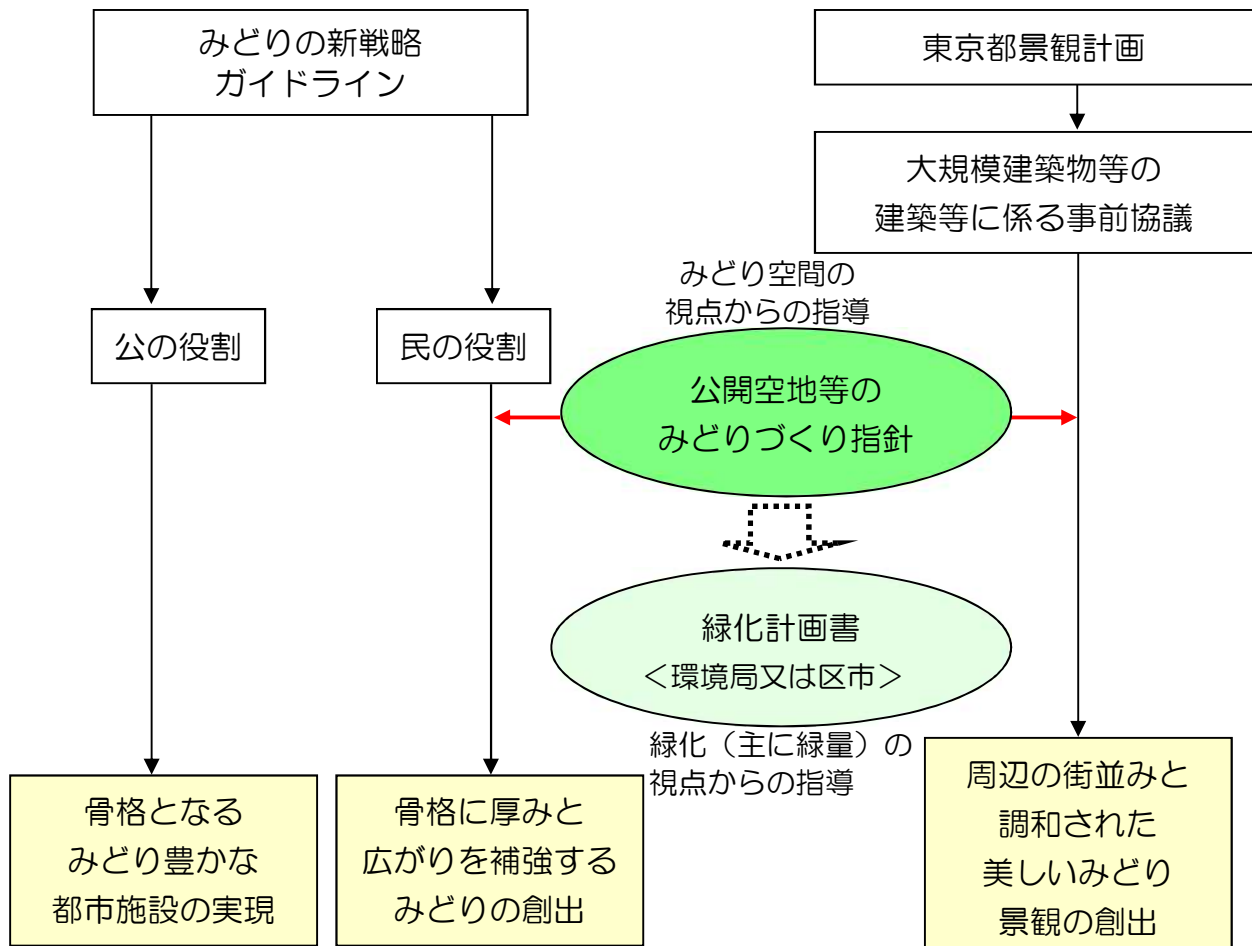 みどりの新戦略
ガイドライン
東京都景観計画
大規模建築物等の
建築等に係る事前協議
みどり空間の
視点からの指導
公の役割
民の役割
公開空地等の
みどりづくり指針
緑化計画書
＜環境局又は区市＞
緑化（主に緑量）の
視点からの指導
骨格となる
みどり豊かな
都市施設の実現
骨格に厚みと
広がりを補強する
みどりの創出
周辺の街並みと
調和された
美しいみどり
景観の創出